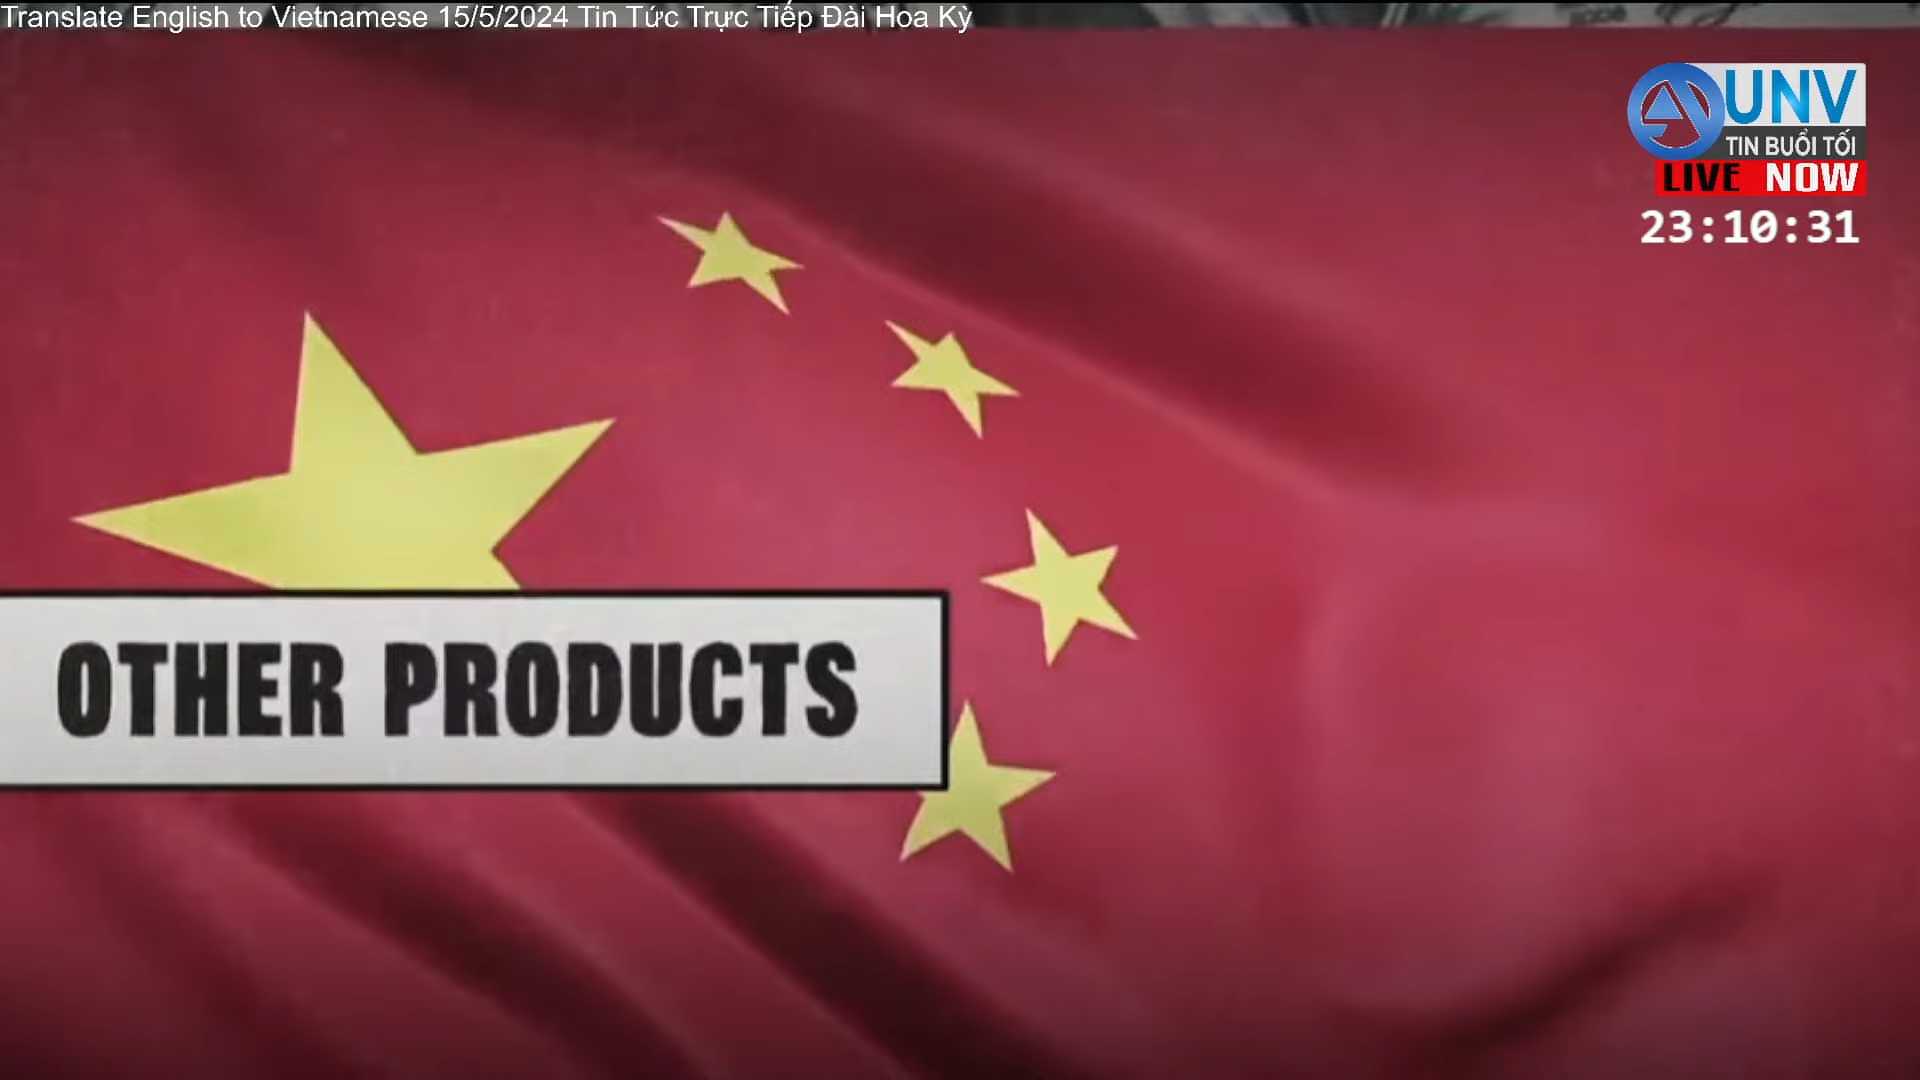 Translate English to Vietnamese 15/5/2024 Tin Tức Trực Tiếp Đài Hoa Kỳ
UNV
TIN BUỔI TỐI
LIVE NOW
23:10:31
OTHER PRODUCTS